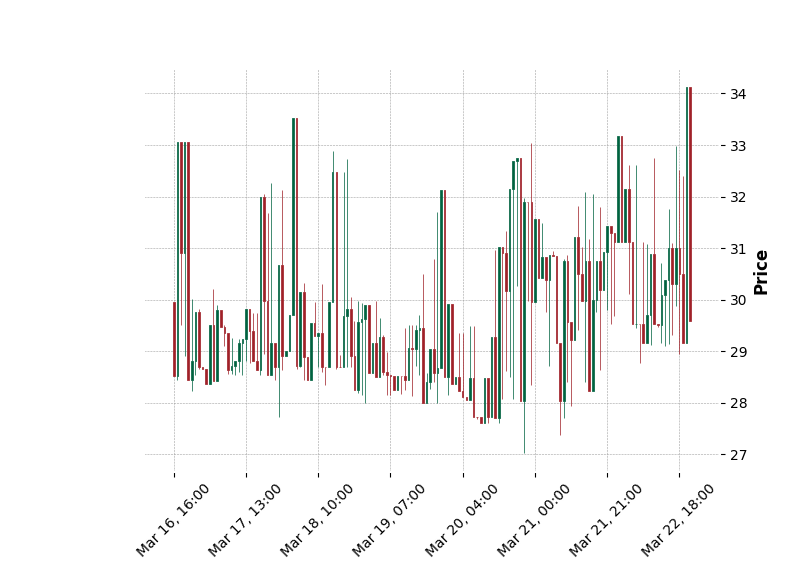 34
33
32
31
30
29
28
27
Price
Mar 16, 16:00
Mar 17, 13:00
Mar 18, 10:00
Mar 19, 07:00
Mar 20, 04:00
Mar 21, 00:00
Mar 21, 21:00
Mar 22, 18:00